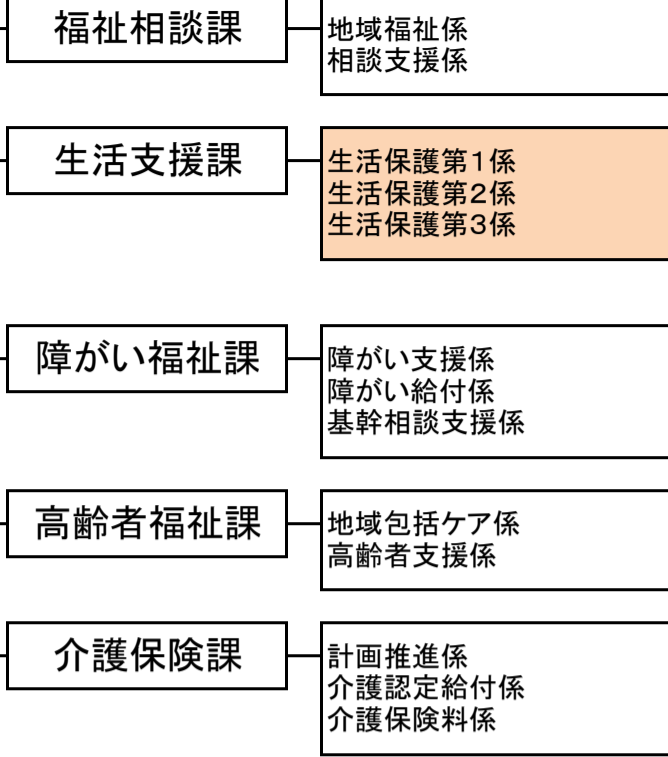 福祉相談課
地域福祉係
相談支援係
生活支援課
生活保護第１係
生活保護第２係
生活保護第３係
障がい福祉課
障がい支援係
障がい給付係
基幹相談支援係
高齢者福祉課
地域包括ケア係
高齢者支援係
介護保険課
計画推進係
介護認定給付係
介護保険料係